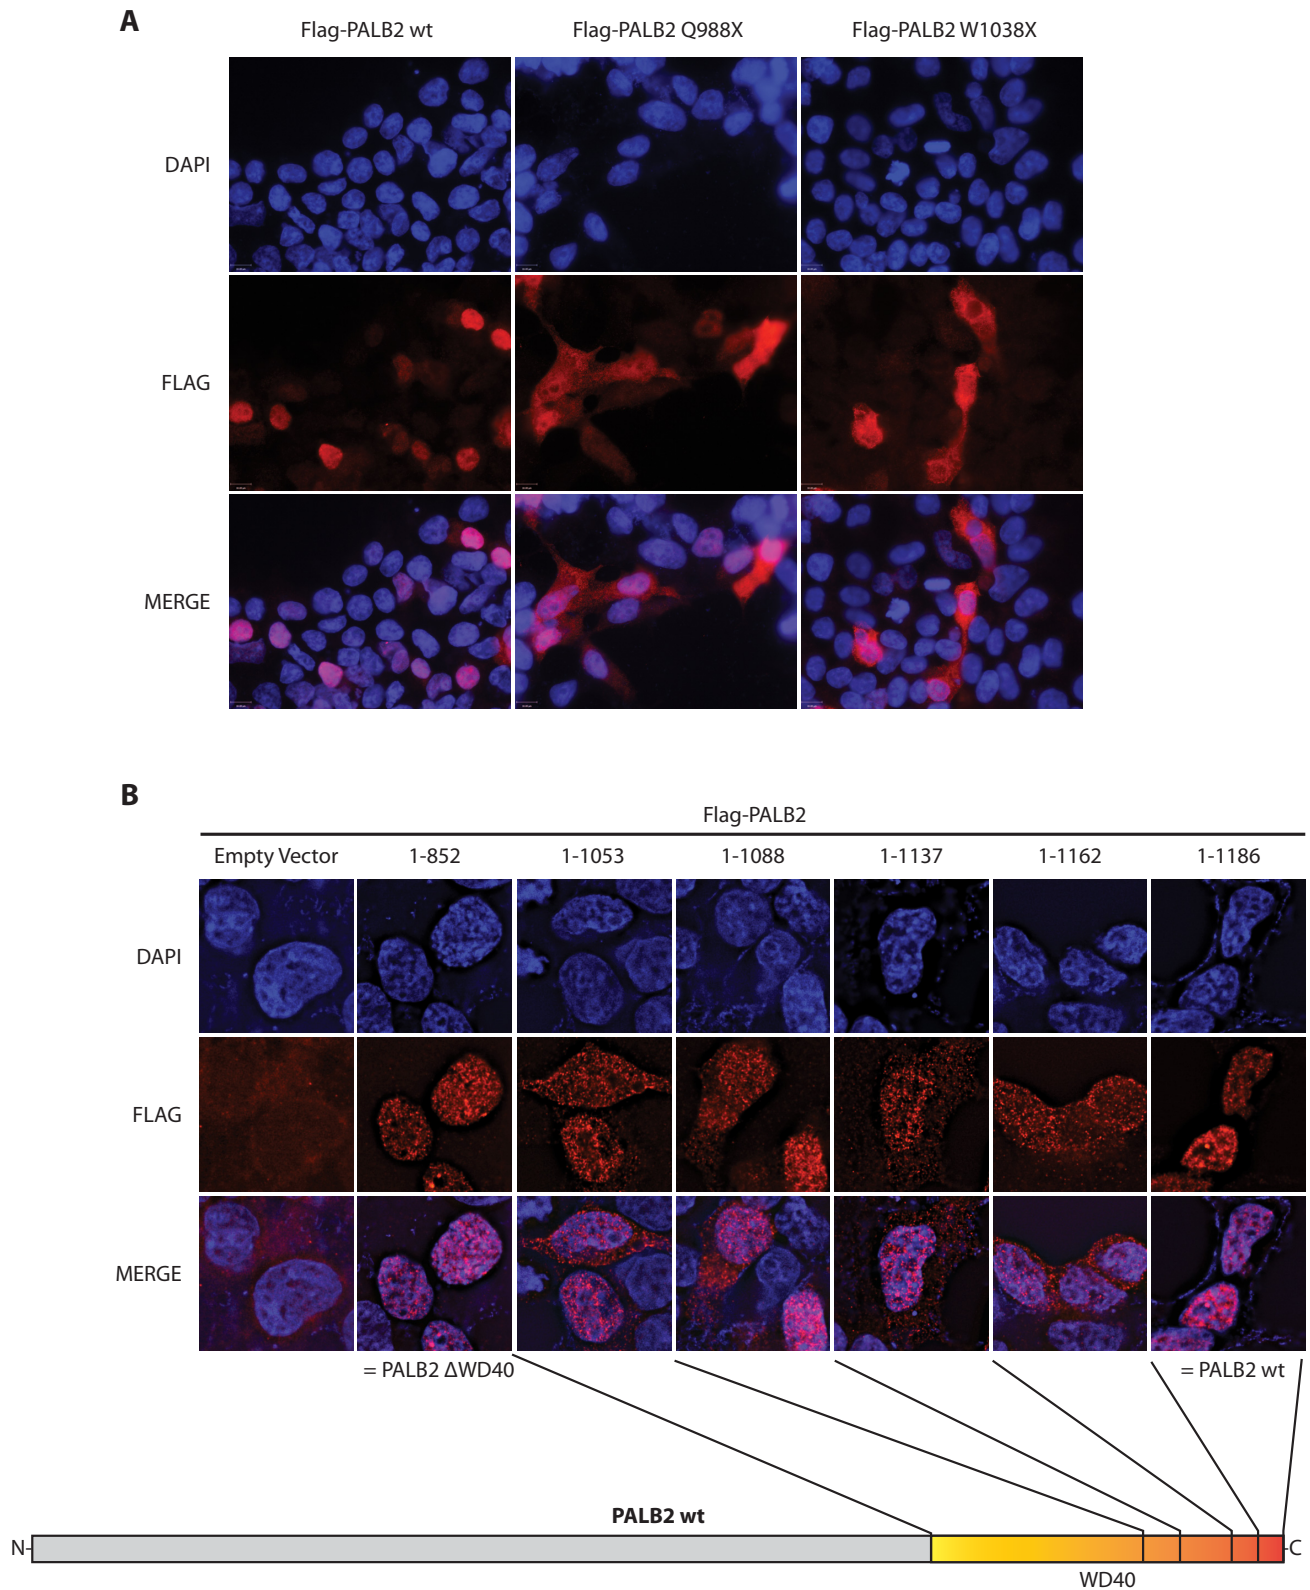 A
Flag-PALB2 wt
Flag-PALB2 Q988X
Flag-PALB2 W1038X
DAPI
FLAG
MERGE
B
Flag-PALB2
Empty Vector
1-852
1-1053
1-1088
1-1137
1-1162
1-1186
DAPI
FLAG
MERGE
= PALB2 ΔWD40
= PALB2 wt
PALB2 wt
N-
-C
WD40